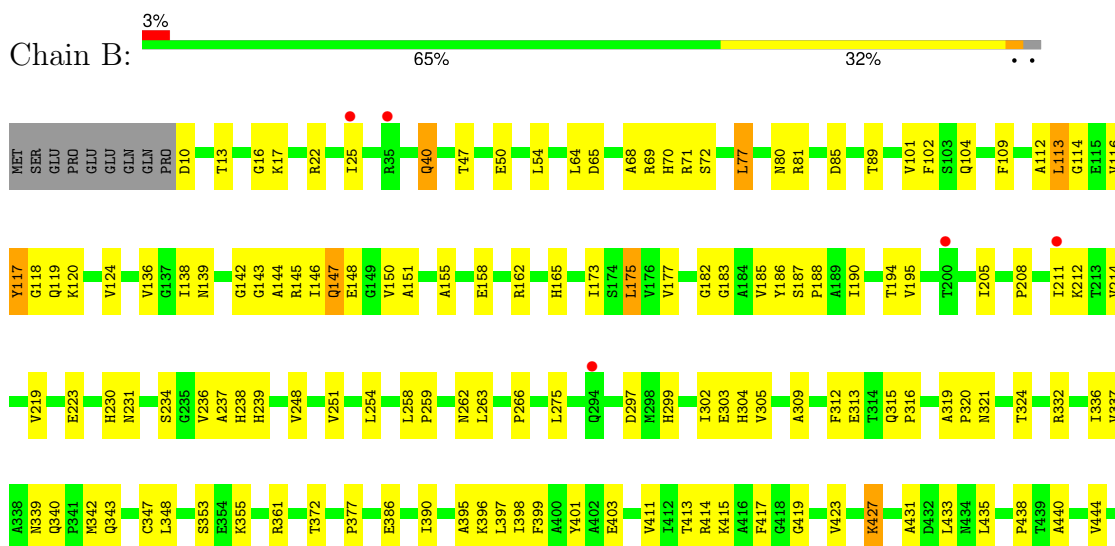 3%
Chain B:
65% 32% • •
MET SER GLU PRO GLU GLU GLN GLN PRO D10 T13 G16 K17 R22 I25 R35 Q40 T47 E50 L54 L64 D65 A68 R69 H70 R71 S72 L77 N80 R81 D85 T89 V101 F102 S103 Q104 F109 A112 L113 G114 E115 V116
Y117 G118 Q119 K120 V124 V136 G137 I138 N139 G142 G143 A144 R145 I146 Q147 E148 G149 V150 A151 A155 E158 R162 H165 I173 S174 L175 V176 V177 G182 G183 A184 V185 Y186 S187 P188 A189 I190 T194 V195 T200 I205 P208 I211 K212 T213 V214
V219 E223 H230 N231 S234 G235 V236 A237 H238 H239 V248 V251 L254 L258 P259 N262 L263 P266 L275 Q294 D297 M298 H299 I302 E303 H304 V305 A309 F312 E313 T314 Q315 P316 A319 P320 N321 T324 R332 I336 V337
A338 N339 Q340 P341 M342 Q343 C347 L348 S353 E354 K355 R361 T372 P377 E386 I390 A395 K396 L397 I398 F399 A400 Y401 A402 E403 V411 I412 T413 R414 K415 A416 F417 G418 G419 V423 K427 A431 D432 L433 N434 L435 P438 T439 A440 V444